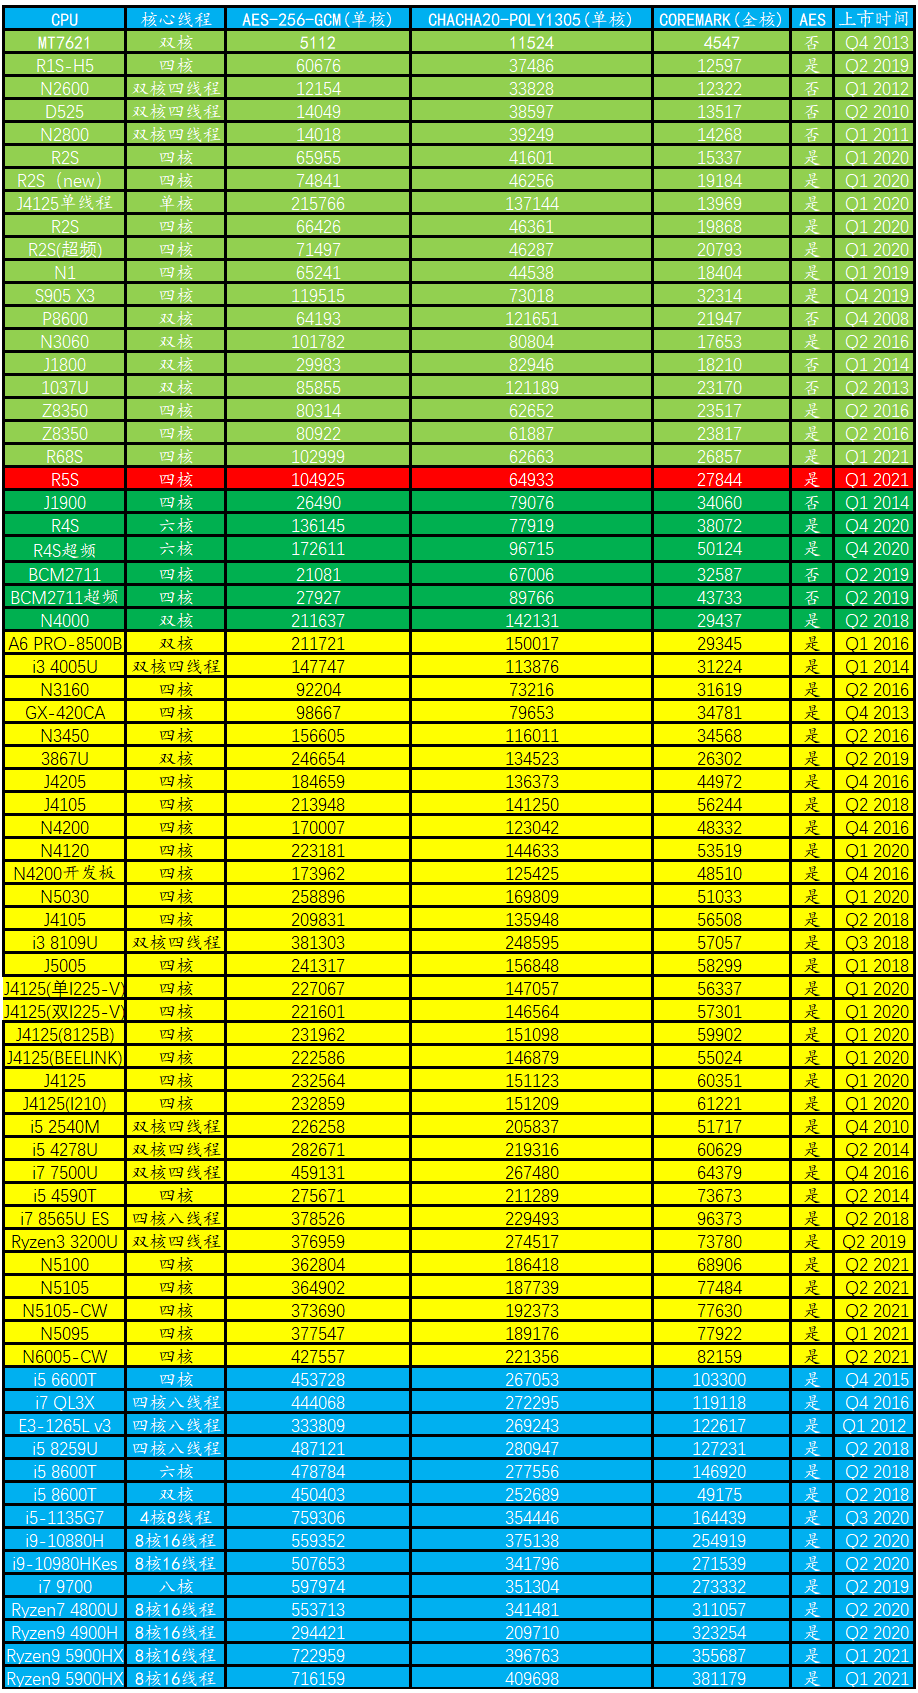 CPU 核心线程 AES-256-GCM(单核) CHACHA20-POLY1305(单核) COREMARK(全核) AES 上市时间
MT7621 双核 5112 11524 4547 否 Q4 2013
R1S-H5 四核 60676 37486 12597 是 Q2 2019
N2600 双核四线程 12154 33828 12322 否 Q1 2012
D525 双核四线程 14049 38597 13517 否 Q2 2010
N2800 双核四线程 14018 39249 14268 否 Q1 2011
R2S 四核 65955 41601 15337 是 Q1 2020
R2S（new） 四核 74841 46256 19184 是 Q1 2020
J4125单线程 单核 215766 137144 13969 是 Q1 2020
R2S 四核 66426 46361 19868 是 Q1 2020
R2S(超频) 四核 71497 46287 20793 是 Q1 2020
N1 四核 65241 44538 18404 是 Q1 2019
S905 X3 四核 119515 73018 32314 是 Q4 2019
P8600 双核 64193 121651 21947 否 Q4 2008
N3060 双核 101782 80804 17653 是 Q2 2016
J1800 双核 29983 82946 18210 否 Q1 2014
1037U 双核 85855 121189 23170 否 Q2 2013
Z8350 四核 80314 62652 23517 是 Q2 2016
Z8350 四核 80922 61887 23817 是 Q2 2016
R68S 四核 102999 62663 26857 是 Q1 2021
R5S 四核 104925 64933 27844 是 Q1 2021
J1900 四核 26490 79076 34060 否 Q1 2014
R4S 六核 136145 77919 38072 是 Q4 2020
R4S超频 六核 172611 96715 50124 是 Q4 2020
BCM2711 四核 21081 67006 32587 否 Q2 2019
BCM2711超频 四核 27927 89766 43733 否 Q2 2019
N4000 双核 211637 142131 29437 是 Q2 2018
A6 PRO-8500B 双核 211721 150017 29345 是 Q1 2016
i3 4005U 双核四线程 147747 113876 31224 是 Q1 2014
N3160 四核 92204 73216 31619 是 Q2 2016
GX-420CA 四核 98667 79653 34781 是 Q4 2013
N3450 四核 156605 116011 34568 是 Q2 2016
3867U 双核 246654 134523 26302 是 Q2 2019
J4205 四核 184659 136373 44972 是 Q4 2016
J4105 四核 213948 141250 56244 是 Q2 2018
N4200 四核 170007 123042 48332 是 Q4 2016
N4120 四核 223181 144633 53519 是 Q1 2020
N4200开发板 四核 173962 125425 48510 是 Q4 2016
N5030 四核 258896 169809 51033 是 Q1 2020
J4105 四核 209831 135948 56508 是 Q2 2018
i3 8109U 双核四线程 381303 248595 57057 是 Q3 2018
J5005 四核 241317 156848 58299 是 Q1 2018
J4125(单I225-V) 四核 227067 147057 56337 是 Q1 2020
J4125(双I225-V) 四核 221601 146564 57301 是 Q1 2020
J4125(8125B) 四核 231962 151098 59902 是 Q1 2020
J4125(BEELINK) 四核 222586 146879 55024 是 Q1 2020
J4125 四核 232564 151123 60351 是 Q1 2020
J4125(I210) 四核 232859 151209 61221 是 Q1 2020
i5 2540M 双核四线程 226258 205837 51717 是 Q4 2010
i5 4278U 双核四线程 282671 219316 60629 是 Q2 2014
i7 7500U 双核四线程 459131 267480 64379 是 Q4 2016
i5 4590T 四核 275671 211289 73673 是 Q2 2014
i7 8565U ES 四核八线程 378526 229493 96373 是 Q2 2018
Ryzen3 3200U 双核四线程 376959 274517 73780 是 Q2 2019
N5100 四核 362804 186418 68906 是 Q2 2021
N5105 四核 364902 187739 77484 是 Q2 2021
N5105-CW 四核 373690 192373 77630 是 Q2 2021
N5095 四核 377547 189176 77922 是 Q1 2021
N6005-CW 四核 427557 221356 82159 是 Q2 2021
i5 6600T 四核 453728 267053 103300 是 Q4 2015
i7 QL3X 四核八线程 444068 272295 119118 是 Q4 2016
E3-1265L v3 四核八线程 333809 269243 122617 是 Q1 2012
i5 8259U 四核八线程 487121 280947 127231 是 Q2 2018
i5 8600T 六核 478784 277556 146920 是 Q2 2018
i5 8600T 双核 450403 252689 49175 是 Q2 2018
i5-1135G7 4核8线程 759306 354446 164439 是 Q3 2020
i9-10880H 8核16线程 559352 375138 254919 是 Q2 2020
i9-10980HKes 8核16线程 507653 341796 271539 是 Q2 2020
i7 9700 八核 597974 351304 273332 是 Q2 2019
Ryzen7 4800U 8核16线程 553713 341481 311057 是 Q2 2020
Ryzen9 4900H 8核16线程 294421 209710 323254 是 Q2 2020
Ryzen9 5900HX 8核16线程 722959 396763 355687 是 Q1 2021
Ryzen9 5900HX 8核16线程 716159 409698 381179 是 Q1 2021